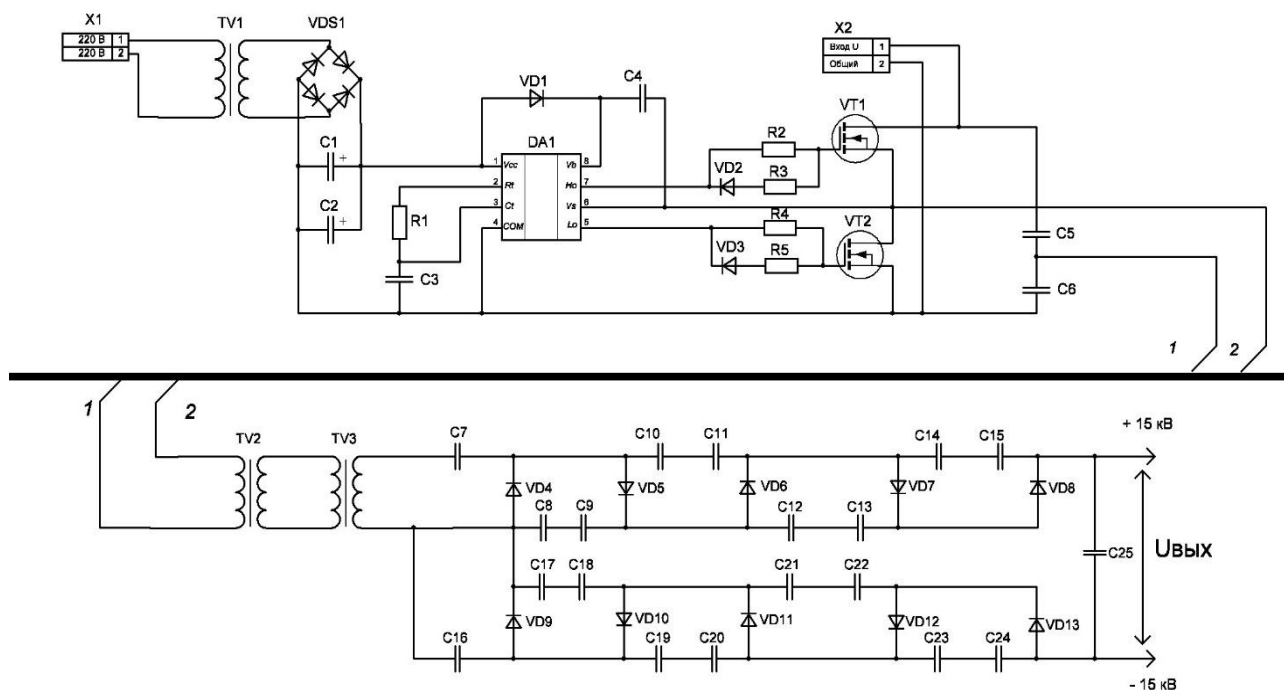 X1
TV1
VDS1
X2
220 В 1
220 В 2
Вход U 1
Общий 2
VD1
C4
VT1
C1
+
DA1
R2
1 Vcc Vb 8
VD2
R3
2 Rt Ho 7
C2
+
R1
3 Ct Vs 6
R4
VT2
4 COM Lo 5
C5
VD3
R5
C3
C6
1
2
1
2
+ 15 кВ
TV2
TV3
C7
C10
C11
C14
C15
VD4
VD5
VD6
VD7
VD8
C8
C9
C12
C13
Uвых
C25
C17
C18
C21
C22
VD9
VD10
VD11
VD12
VD13
C16
C19
C20
C23
C24
- 15 кВ